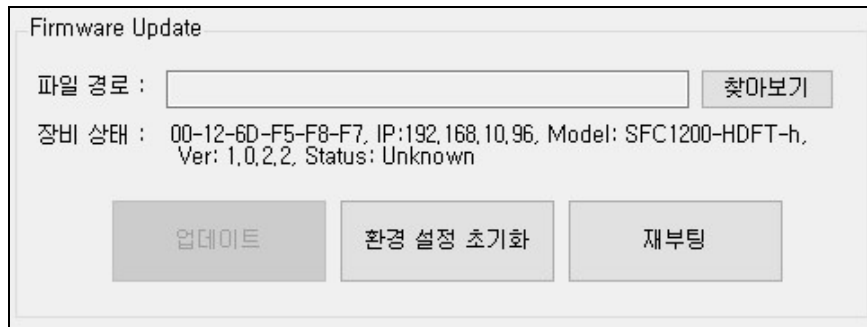 Firmware Update
파일 경로 : 찾아보기
장비 상태 : 00-12-6D-F5-F8-F7, IP:192,168,10,96, Model: SFC1200-HDFT-h,
Ver: 1,0,2,2, Status: Unknown
업데이트 환경 설정 초기화 재부팅